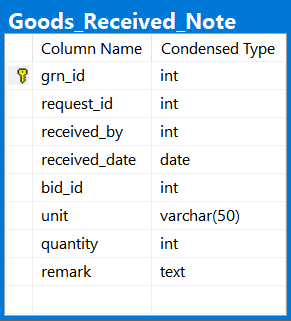 Goods_Received_Note
Column Name Condensed Type
grn_id int
request_id int
received_by int
received_date date
bid_id int
unit varchar(50)
quantity int
remark text